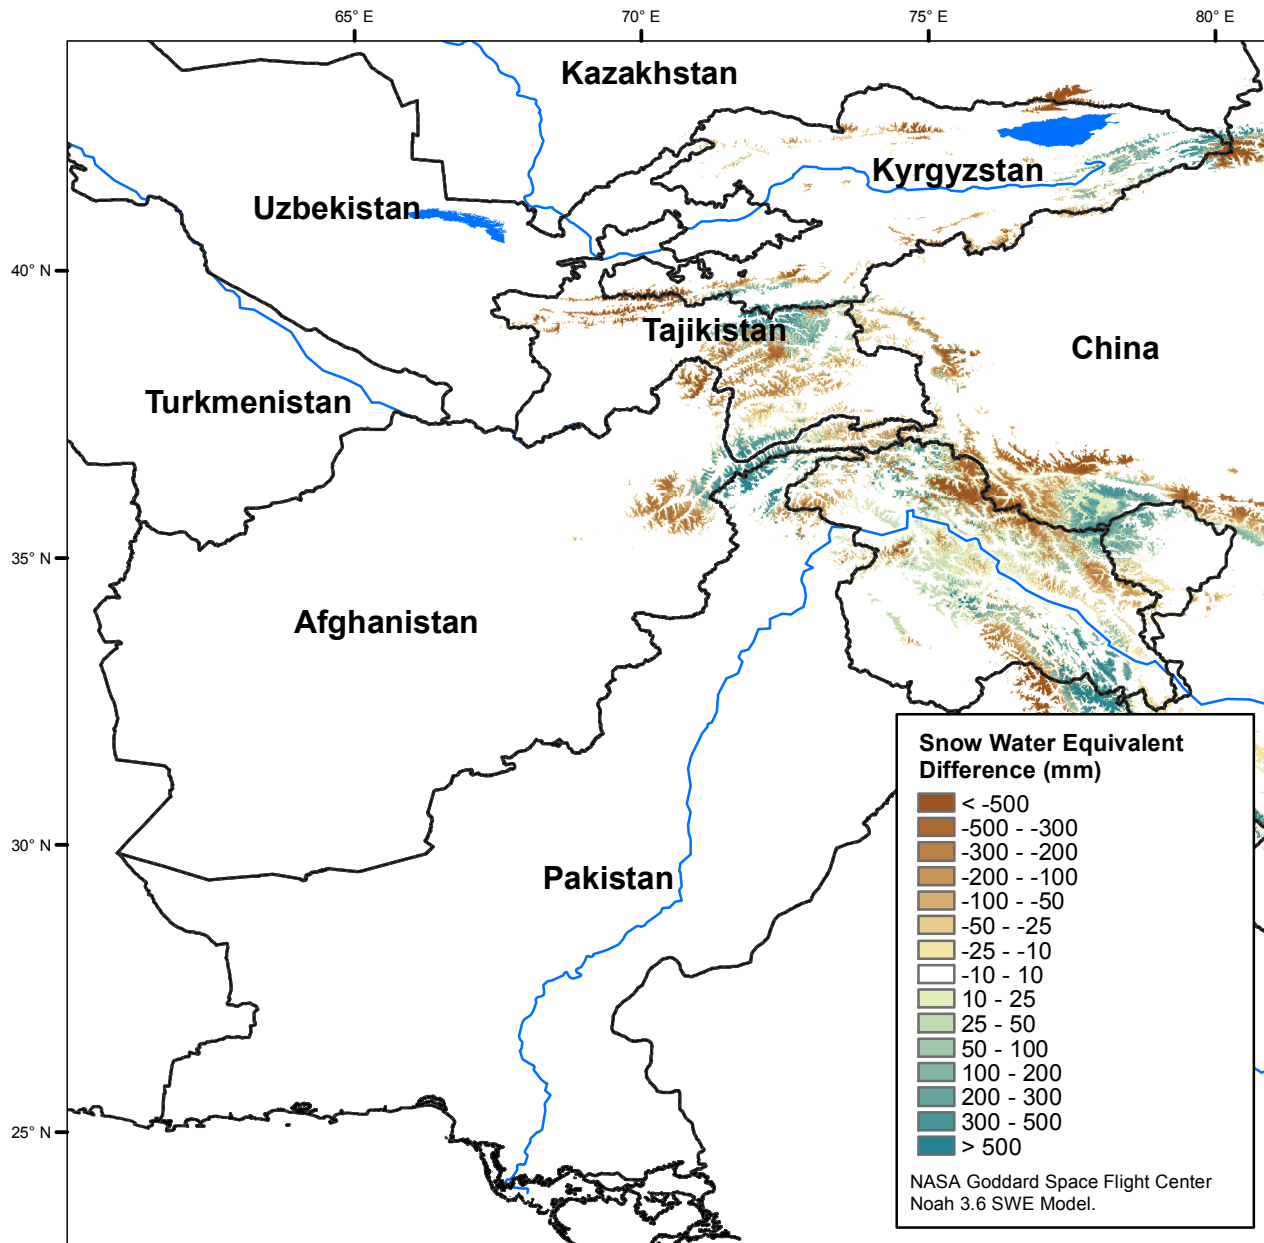 65° E
70° E
75° E
80° E
Kazakhstan
Kyrgyzstan
Uzbekistan
40° N
Tajikistan
China
Turkmenistan
35° N
Afghanistan
Snow Water Equivalent
Difference (mm)
< -500
-500 - -300
-300 - -200
-200 - -100
-100 - -50
-50 - -25
-25 - -10
-10 - 10
10 - 25
25 - 50
50 - 100
100 - 200
200 - 300
300 - 500
> 500
30° N
Pakistan
25° N
NASA Goddard Space Flight Center
Noah 3.6 SWE Model.